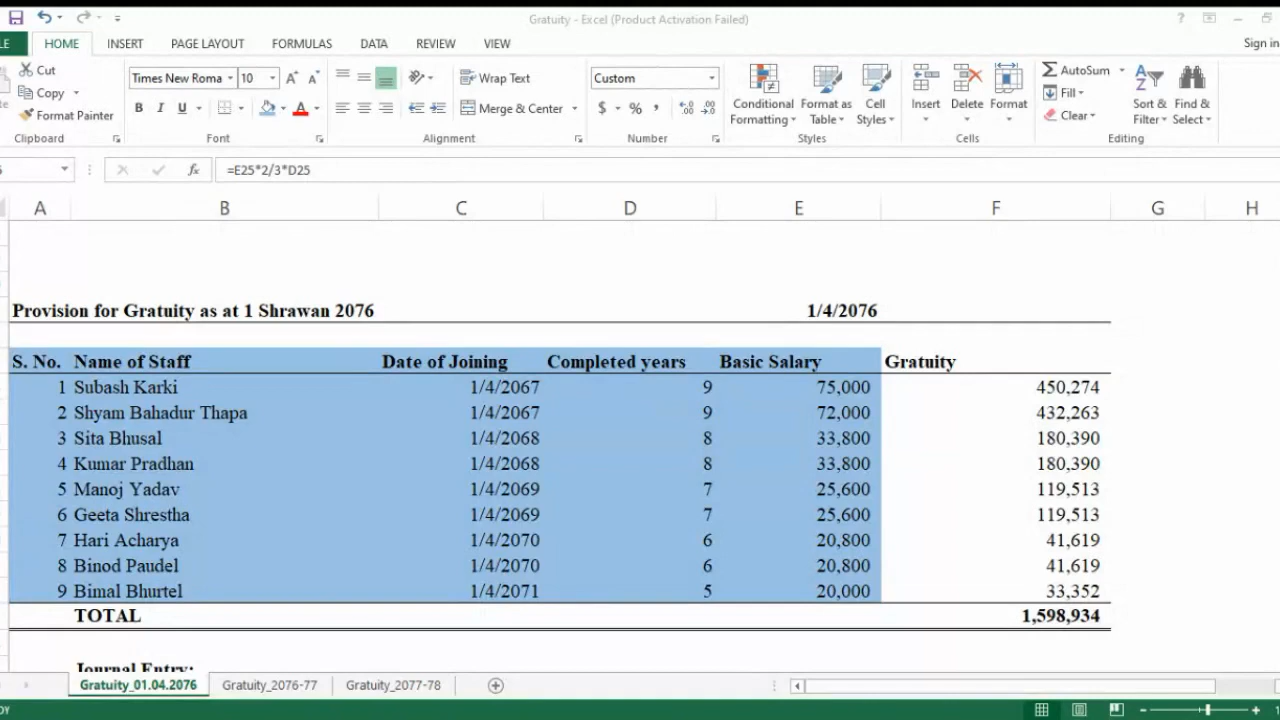 Gratuity - Excel (Product Activation Failed)
HOME INSERT PAGE LAYOUT FORMULAS DATA REVIEW VIEW Sign in
Cut
Copy
Format Painter
Clipboard
Times New Roma 10
B I U
Font
Wrap Text
Merge & Center
Alignment
Custom
$ % ,
Number
Conditional Formatting
Format as Table
Cell Styles
Styles
Insert Delete Format
Cells
AutoSum
Fill
Clear
Sort & Filter
Find & Select
Editing
fx =E25*2/3*D25
A B C D E F G H
Provision for Gratuity as at 1 Shrawan 2076 1/4/2076
S. No. Name of Staff Date of Joining Completed years Basic Salary Gratuity
1 Subash Karki 1/4/2067 9 75,000 450,274
2 Shyam Bahadur Thapa 1/4/2067 9 72,000 432,263
3 Sita Bhusal 1/4/2068 8 33,800 180,390
4 Kumar Pradhan 1/4/2068 8 33,800 180,390
5 Manoj Yadav 1/4/2069 7 25,600 119,513
6 Geeta Shrestha 1/4/2069 7 25,600 119,513
7 Hari Acharya 1/4/2070 6 20,800 41,619
8 Binod Paudel 1/4/2070 6 20,800 41,619
9 Bimal Bhurtel 1/4/2071 5 20,000 33,352
TOTAL 1,598,934
Journal Entry:
Gratuity_01.04.2076 Gratuity_2076-77 Gratuity_2077-78